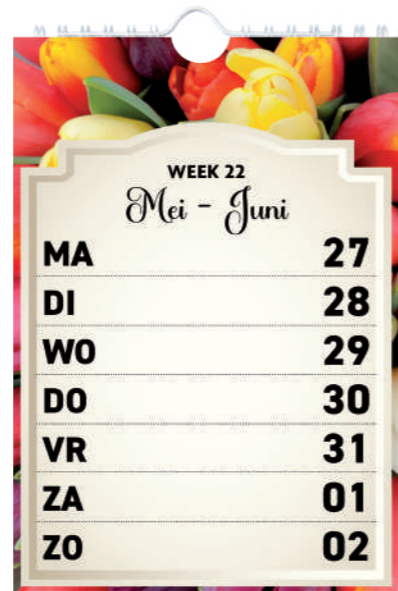 WEEK 22
Mei - Juni
MA 27
DI 28
WO 29
DO 30
VR 31
ZA 01
ZO 02